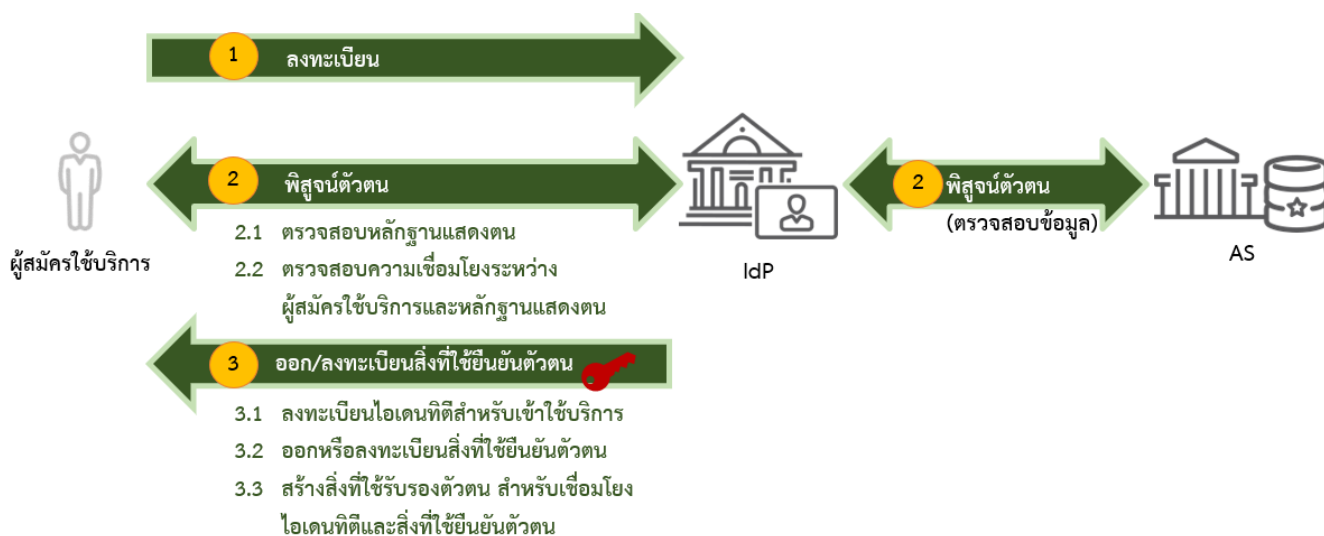 1 ลงทะเบียน
2 พิสูจน์ตัวตน
2 พิสูจน์ตัวตน
(ตรวจสอบข้อมูล)
2.1 ตรวจสอบหลักฐานแสดงตน
2.2 ตรวจสอบความเชื่อมโยงระหว่าง
ผู้สมัครใช้บริการและหลักฐานแสดงตน
ผู้สมัครใช้บริการ
IdP
AS
3 ออก/ลงทะเบียนสิ่งที่ใช้ยืนยันตัวตน
3.1 ลงทะเบียนไอเดนทิตีสำหรับเข้าใช้บริการ
3.2 ออกหรือลงทะเบียนสิ่งที่ใช้ยืนยันตัวตน
3.3 สร้างสิ่งที่ใช้รับรองตัวตน สำหรับเชื่อมโยง
ไอเดนทิตีและสิ่งที่ใช้ยืนยันตัวตน